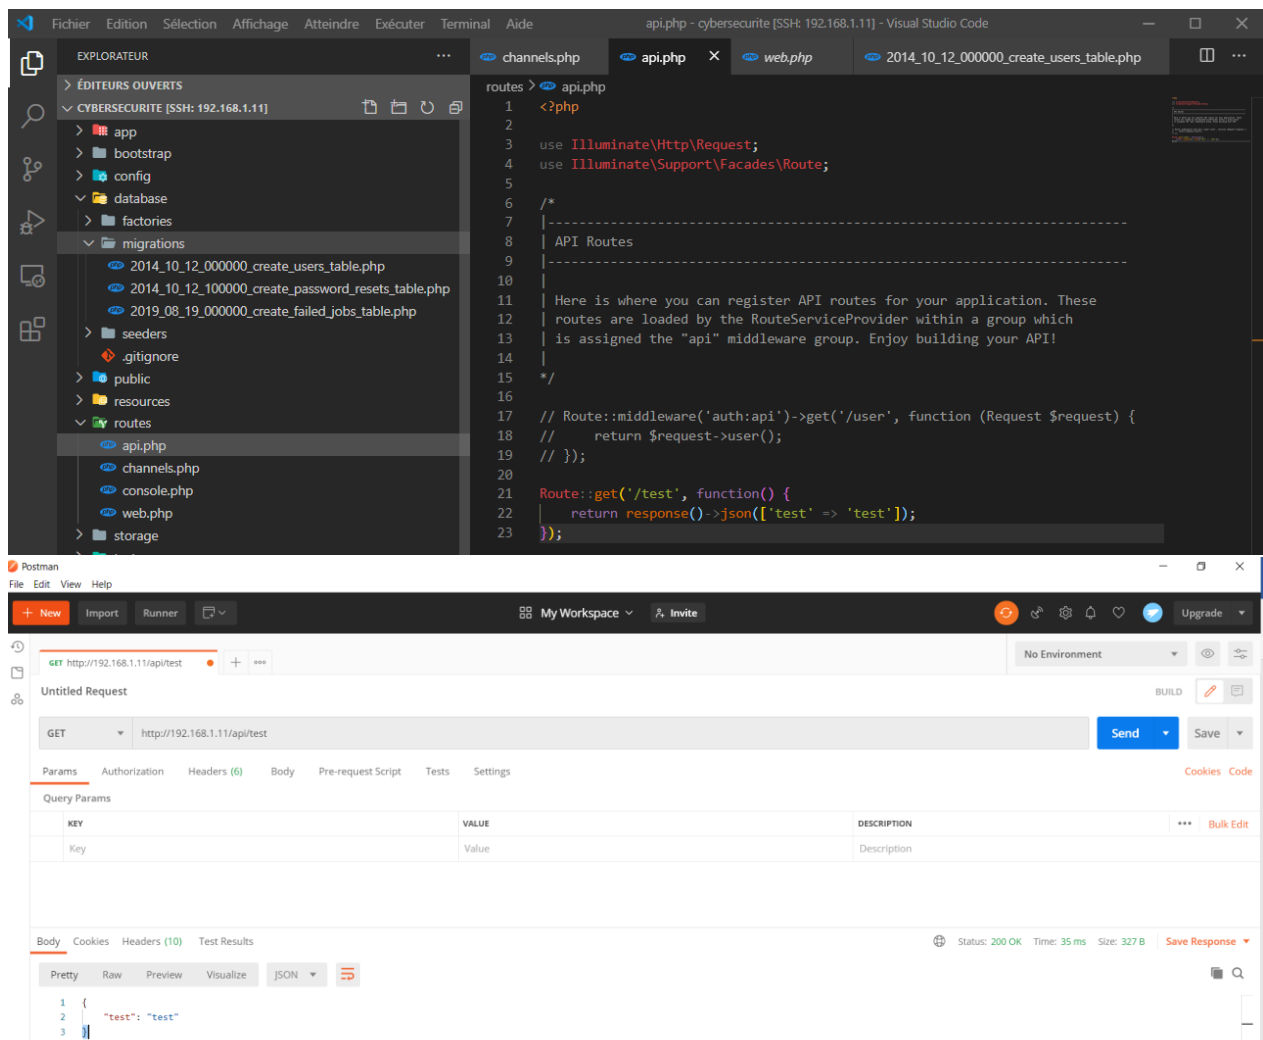 Fichier Edition Sélection Affichage Atteindre Exécuter Terminal Aide api.php - cybersecurite [SSH: 192.168.1.11] - Visual Studio Code
EXPLORATEUR ···
channels.php api.php web.php 2014_10_12_000000_create_users_table.php ···
ÉDITEURS OUVERTS
CYBERSECURITE [SSH: 192.168.1.11]
app
bootstrap
config
database
factories
migrations
2014_10_12_000000_create_users_table.php
2014_10_12_100000_create_password_resets_table.php
2019_08_19_000000_create_failed_jobs_table.php
seeders
.gitignore
public
resources
routes
api.php
channels.php
console.php
web.php
storage
routes > api.php
1 <?php
2
3 use Illuminate\Http\Request;
4 use Illuminate\Support\Facades\Route;
5
6 /*
7 |--------------------------------------------------------------------------
8 | API Routes
9 |--------------------------------------------------------------------------
10 |
11 | Here is where you can register API routes for your application. These
12 | routes are loaded by the RouteServiceProvider within a group which
13 | is assigned the "api" middleware group. Enjoy building your API!
14 |
15 */
16
17 // Route::middleware('auth:api')->get('/user', function (Request $request) {
18 //     return $request->user();
19 // });
20
21 Route::get('/test', function() {
22     return response()->json(['test' => 'test']);
23 });
Postman
File Edit View Help
+ New Import Runner My Workspace Invite Upgrade
GET http://192.168.1.11/api/test + ooo No Environment
Untitled Request BUILD
GET http://192.168.1.11/api/test Send Save
Params Authorization Headers (6) Body Pre-request Script Tests Settings Cookies Code
Query Params
KEY VALUE DESCRIPTION ··· Bulk Edit
Key Value Description
Body Cookies Headers (10) Test Results Status: 200 OK Time: 35 ms Size: 327 B Save Response
Pretty Raw Preview Visualize JSON
1 {
2 "test": "test"
3 }